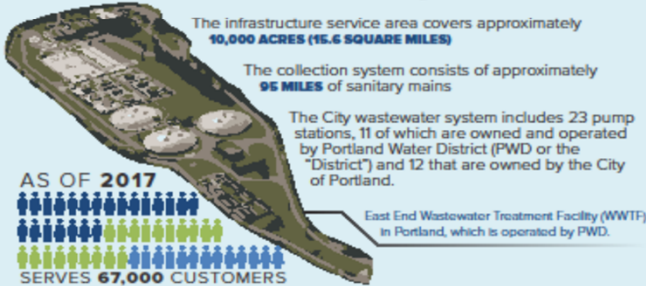 The infrastructure service area covers approximately
10,000 ACRES (15.6 SQUARE MILES)
The collection system consists of approximately
95 MILES of sanitary mains
The City wastewater system includes 23 pump
stations, 11 of which are owned and operated
by Portland Water District (PWD or the
"District") and 12 that are owned by the City
of Portland.
AS OF 2017
East End Wastewater Treatment Facility (WWTF)
in Portland, which is operated by PWD.
SERVES 67,000 CUSTOMERS